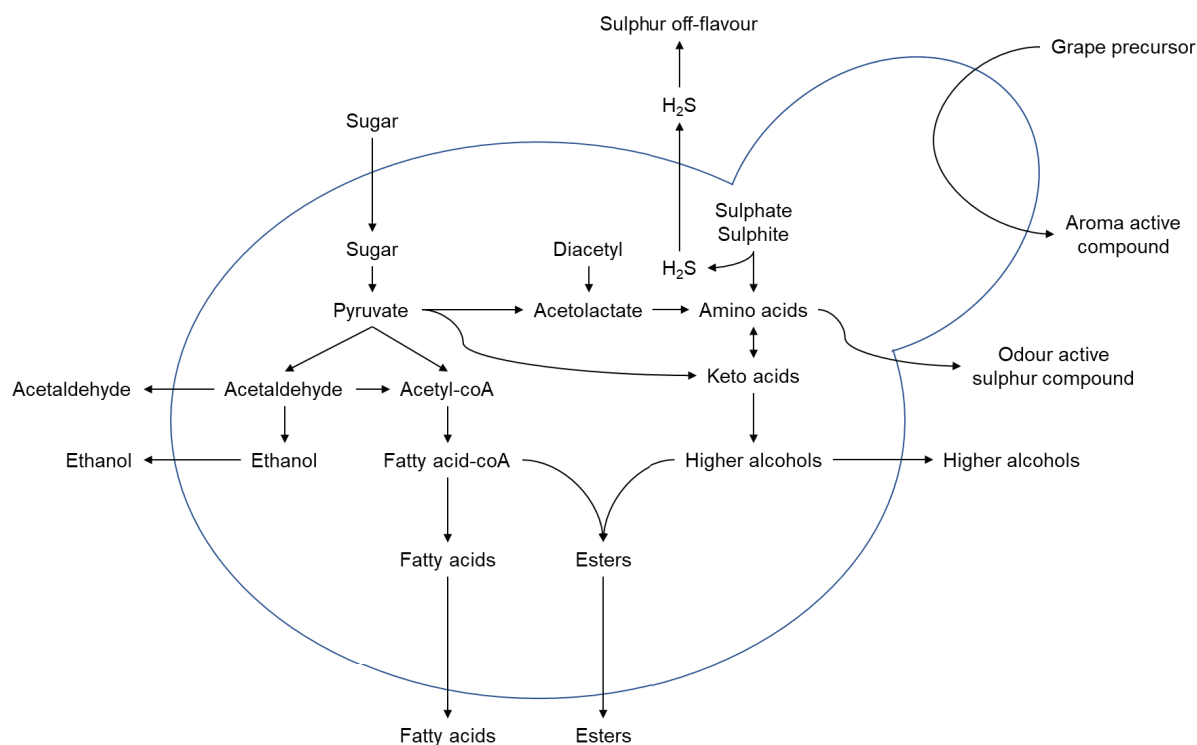 Sulphur off-flavour
Grape precursor
H₂S
Sugar
Sulphate
Sulphite
Aroma active
compound
Sugar
Diacetyl
H₂S
Pyruvate
Acetolactate
Amino acids
Odour active
sulphur compound
Keto acids
Acetaldehyde
Acetaldehyde
Acetyl-coA
Ethanol
Ethanol
Fatty acid-coA
Higher alcohols
Higher alcohols
Fatty acids
Esters
Fatty acids
Esters